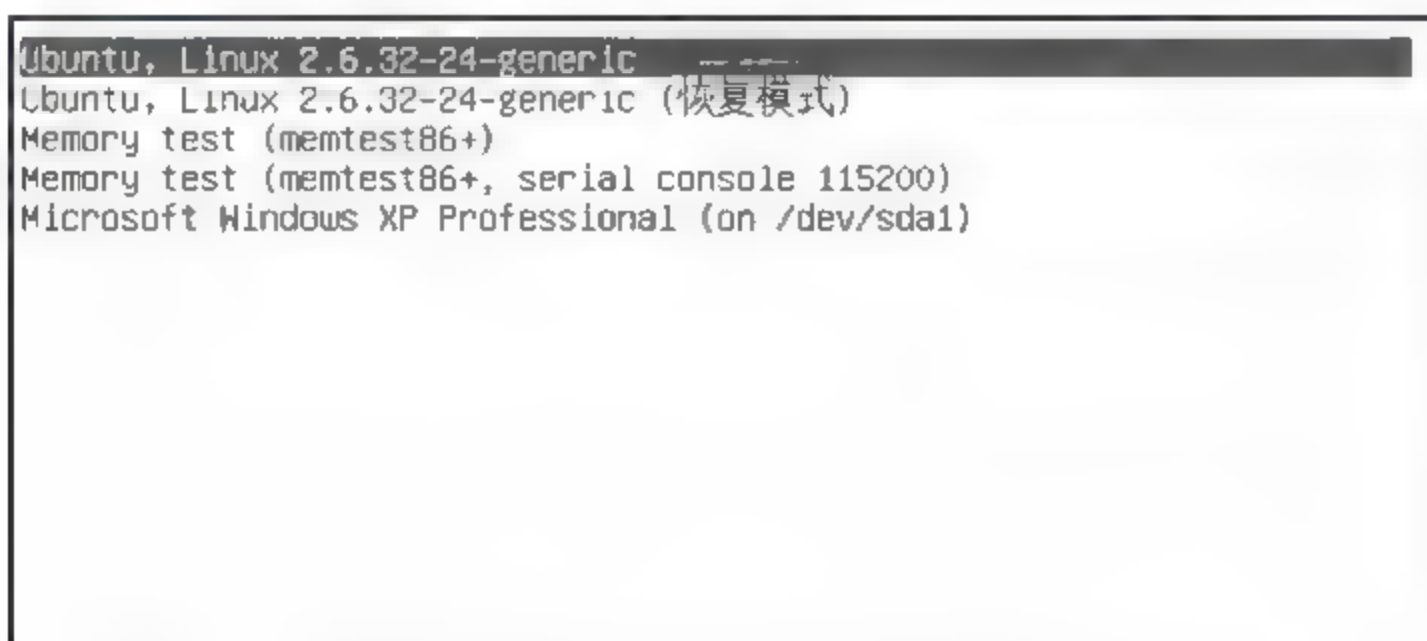 Ubuntu, Linux 2.6.32-24-generic
Ubuntu, Linux 2.6.32-24-generic (恢复模式)
Memory test (memtest86+)
Memory test (memtest86+, serial console 115200)
Microsoft Windows XP Professional (on /dev/sda1)